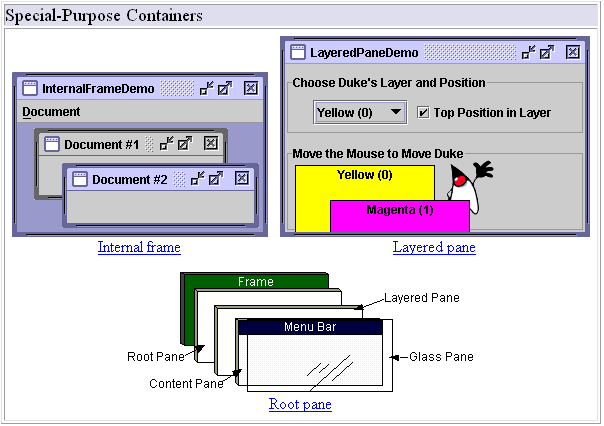 Special-Purpose Containers
InternalFrameDemo
Document
Document #1
Document #2
Internal frame
LayeredPaneDemo
Choose Duke's Layer and Position
Yellow (0)
Top Position in Layer
Move the Mouse to Move Duke
Yellow (0)
Magenta (1)
Layered pane
Frame
Layered Pane
Menu Bar
Root Pane
Glass Pane
Content Pane
Root pane